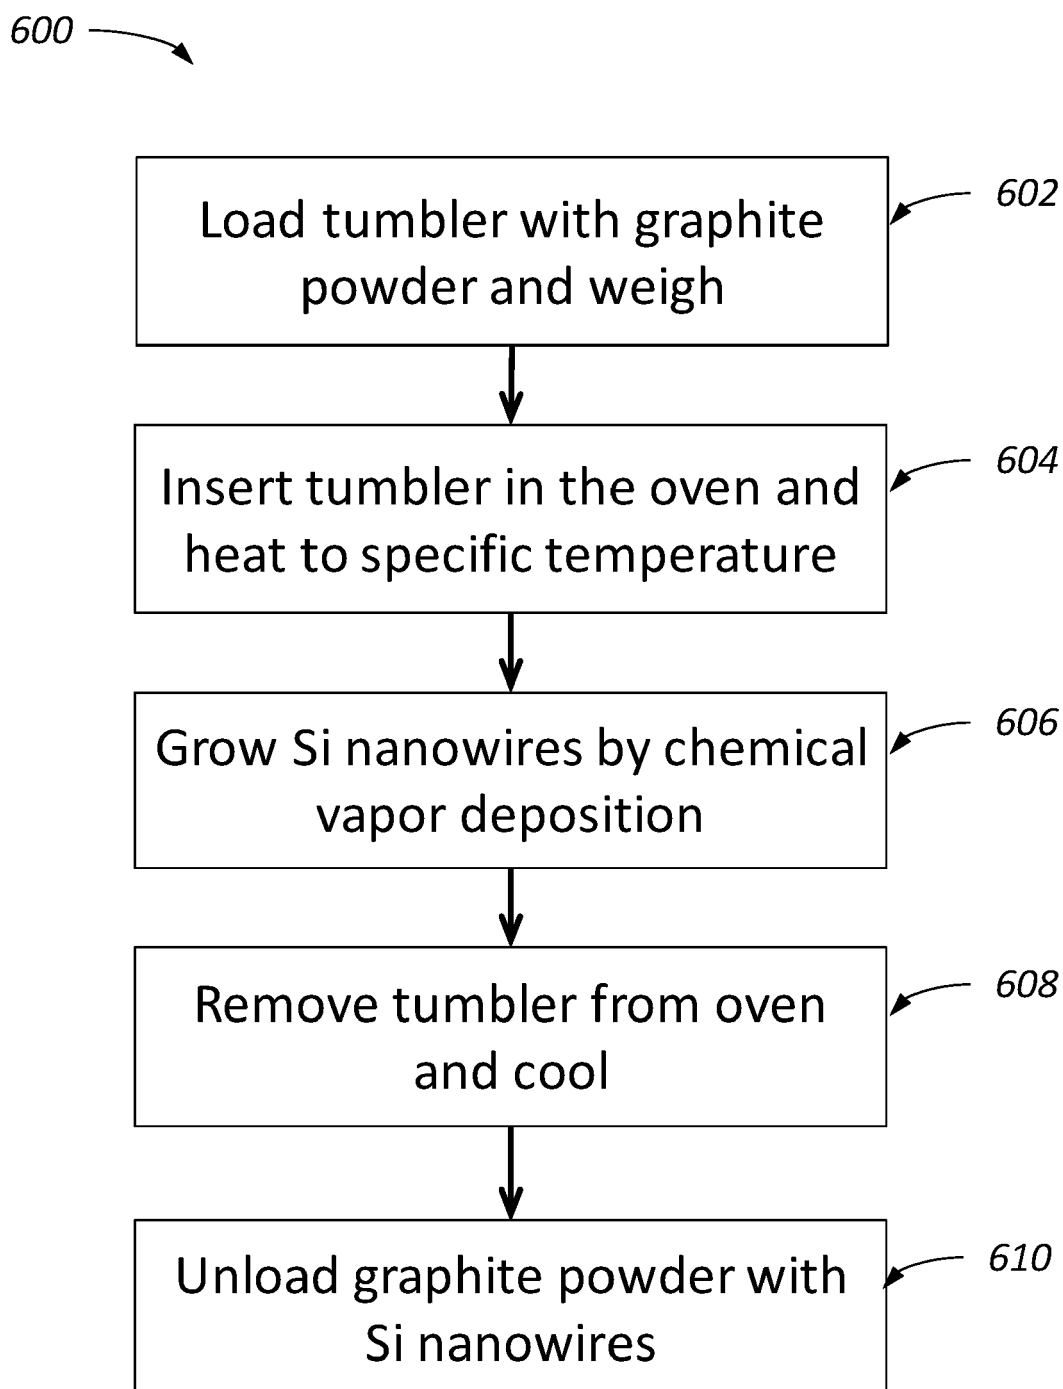 600
Load tumbler with graphite
powder and weigh
602
Insert tumbler in the oven and
heat to specific temperature
604
Grow Si nanowires by chemical
vapor deposition
606
Remove tumbler from oven
and cool
608
Unload graphite powder with
Si nanowires
610